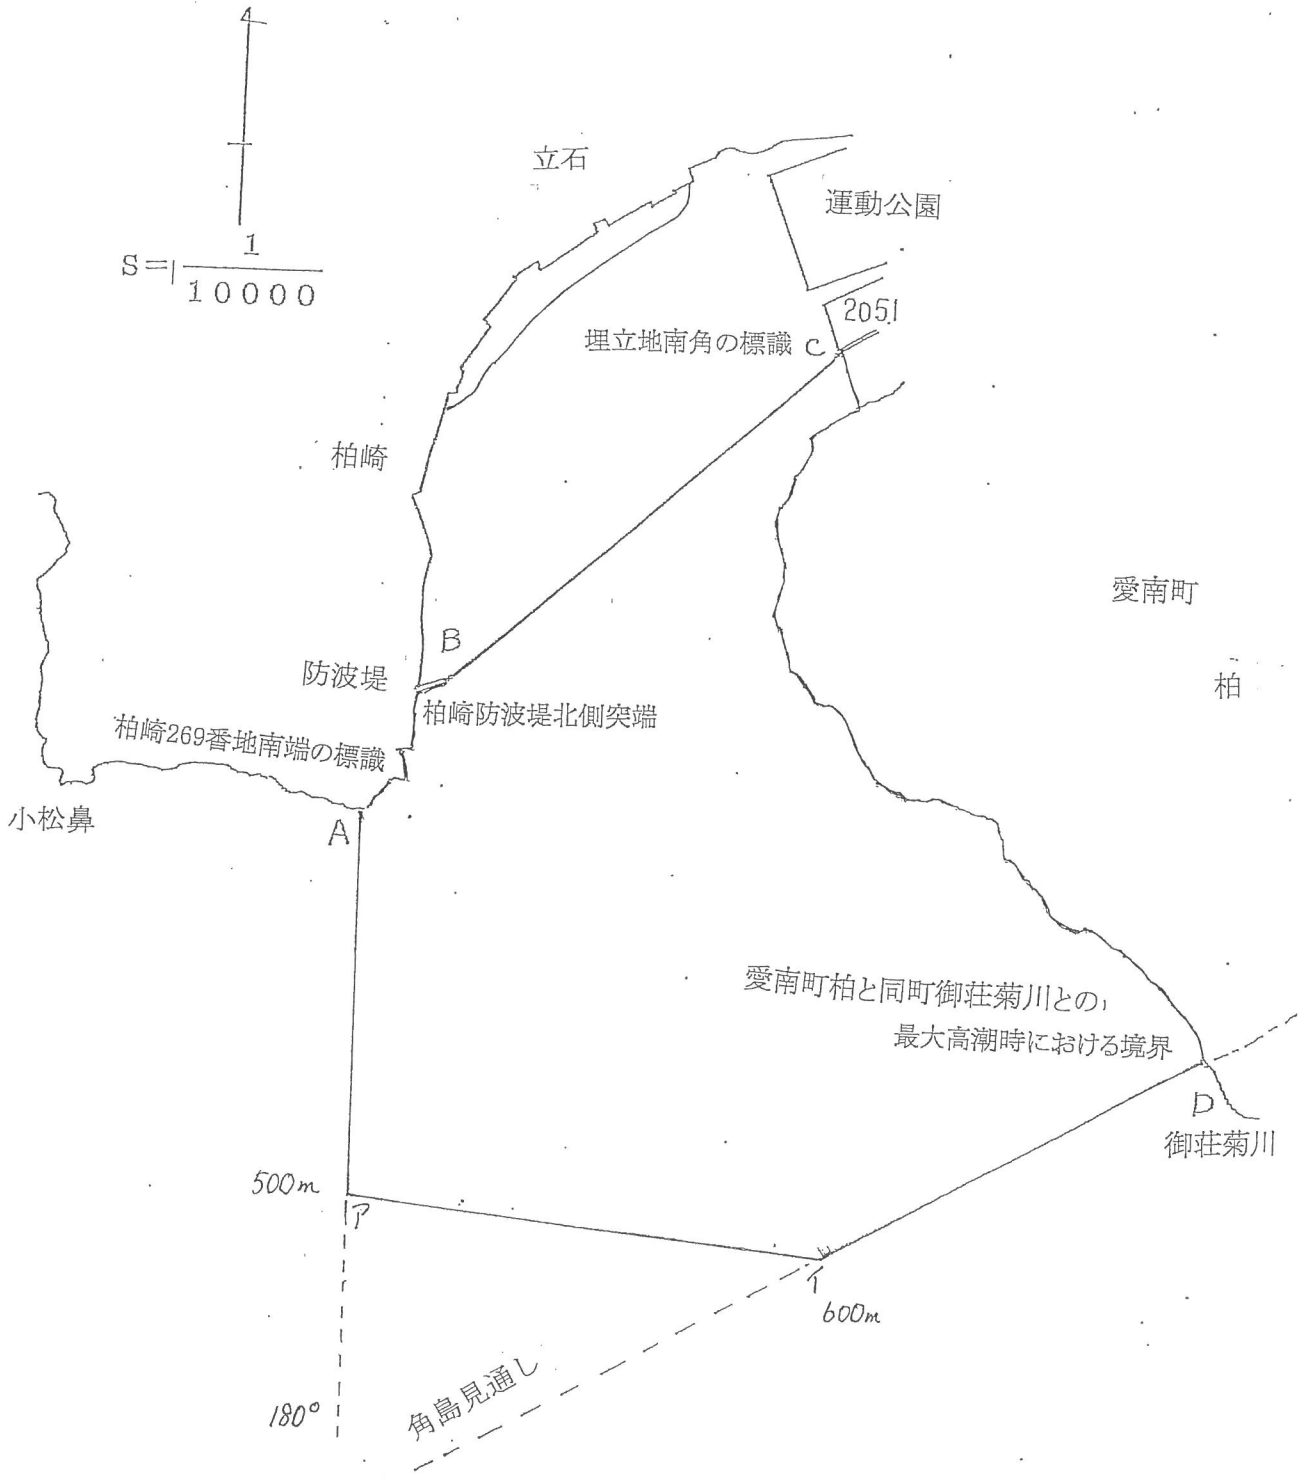 立石
運動公園
S=
1
10000
2051
埋立地南角の標識 C
柏崎
愛南町
B
防波堤
柏
柏崎防波堤北側突端
柏崎269番地南端の標識
小松鼻
A
愛南町柏と同町御荘菊川との
最大高潮時における境界
D
御荘菊川
500m
ア
イ
600m
角島見通し
180°